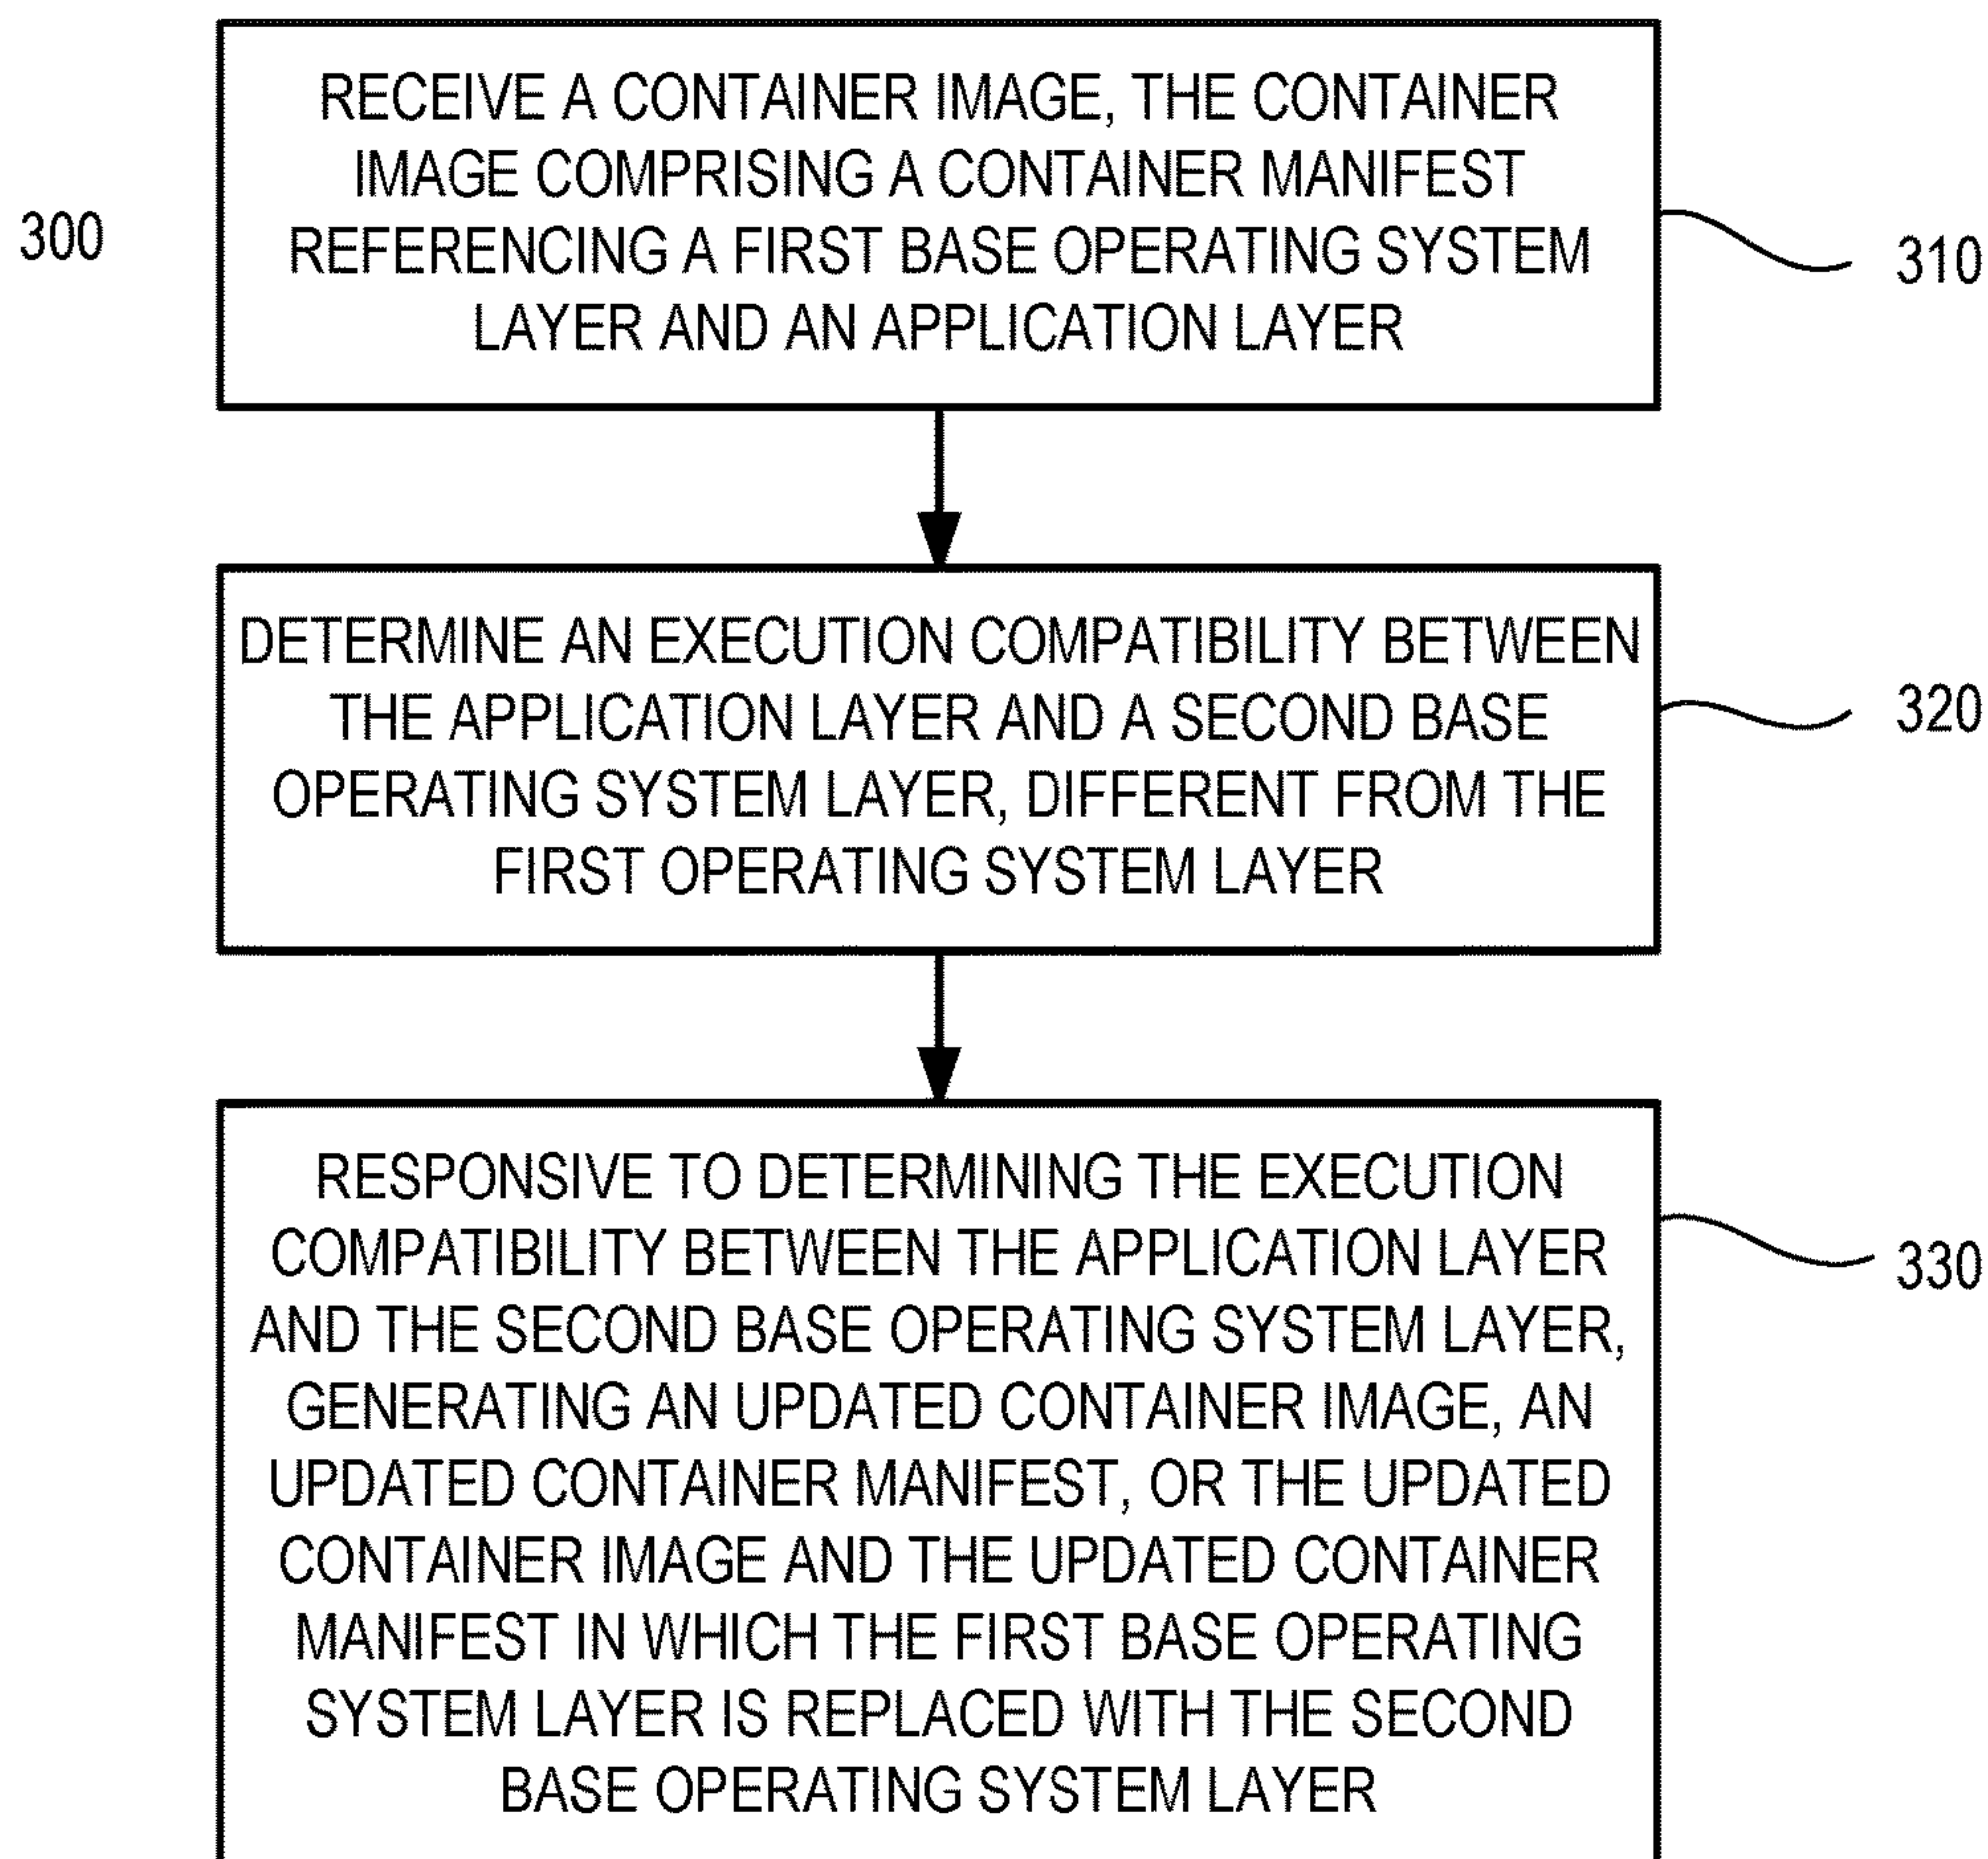 300
RECEIVE A CONTAINER IMAGE, THE CONTAINER
IMAGE COMPRISING A CONTAINER MANIFEST
REFERENCING A FIRST BASE OPERATING SYSTEM
LAYER AND AN APPLICATION LAYER
310
DETERMINE AN EXECUTION COMPATIBILITY BETWEEN
THE APPLICATION LAYER AND A SECOND BASE
OPERATING SYSTEM LAYER, DIFFERENT FROM THE
FIRST OPERATING SYSTEM LAYER
320
RESPONSIVE TO DETERMINING THE EXECUTION
COMPATIBILITY BETWEEN THE APPLICATION LAYER
AND THE SECOND BASE OPERATING SYSTEM LAYER,
GENERATING AN UPDATED CONTAINER IMAGE, AN
UPDATED CONTAINER MANIFEST, OR THE UPDATED
CONTAINER IMAGE AND THE UPDATED CONTAINER
MANIFEST IN WHICH THE FIRST BASE OPERATING
SYSTEM LAYER IS REPLACED WITH THE SECOND
BASE OPERATING SYSTEM LAYER
330